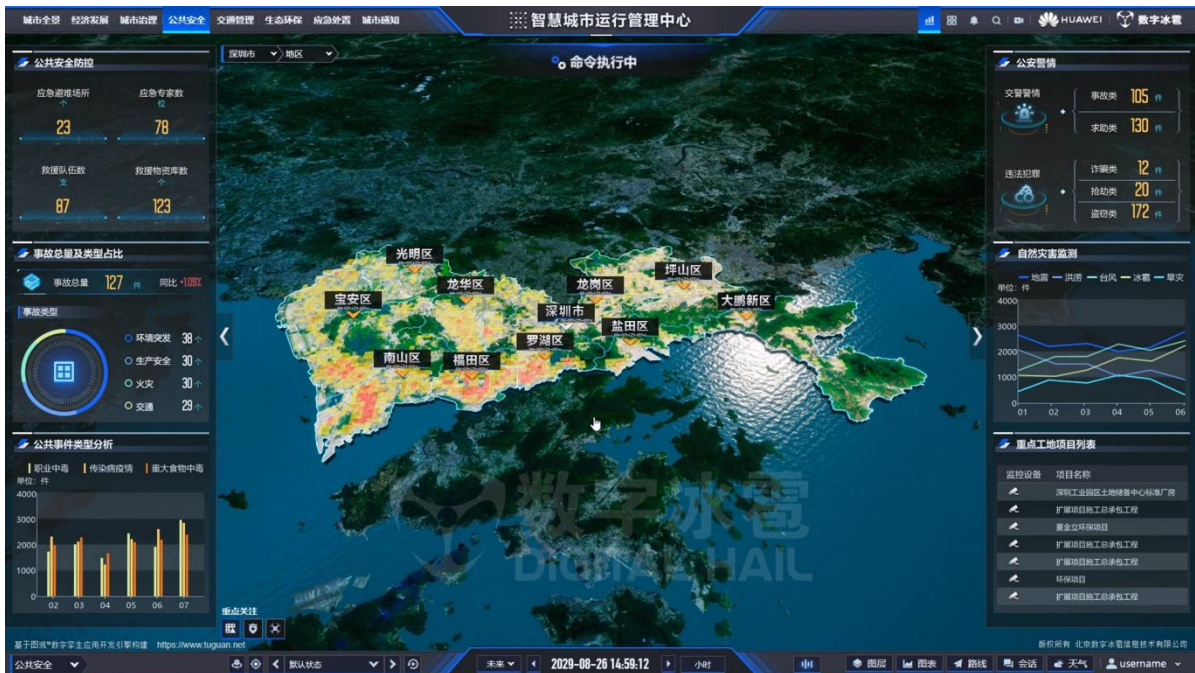 城市全景 经济发展 城市治理 公共安全 交通管理 生态环保 应急处置 城市感知
智慧城市运行管理中心
HUAWEI 数字冰雹
深圳市 地区
命令执行中
公共安全防控
应急避难场所 应急专家数
个 位
23 78
救援队伍数 救援物资库数
支 个
87 123
事故总量及类型占比
事故总量 127 件 同比 -1.09%
事故类型
环境突发 38 个
生产安全 30 个
火灾 30 个
交通 29 个
公共事件类型分析
职业中毒 传染病疫情 重大食物中毒
单位: 件
4000
3000
2000
1000
0
02 03 04 05 06 07
光明区
坪山区
龙华区
龙岗区
宝安区
大鹏新区
深圳市
盐田区
罗湖区
南山区
福田区
数字冰雹
DIGITAL HAIL
重点关注
公安警情
交警警情
事故类 105 件
求助类 130 件
违法犯罪
诈骗类 12 件
抢劫类 20 件
盗窃类 172 件
自然灾害监测
地震 洪涝 台风 冰雹 旱灾
单位: 件
4000
3000
2000
1000
0
01 02 03 04 05 06
重点工地项目列表
监控设备 项目名称
深圳工业园区土地储备中心标准厂房
扩展项目施工总承包工程
夏金立环保项目
扩展项目施工总承包工程
扩展项目施工总承包工程
环保项目
扩展项目施工总承包工程
基于图观™数字孪生应用开发引擎构建 https://www.tuguan.net
版权所有 北京数字冰雹信息技术有限公司
公共安全
默认状态
未来 2029-08-26 14:59:12 小时
图层 图表 路线 会话 天气 username